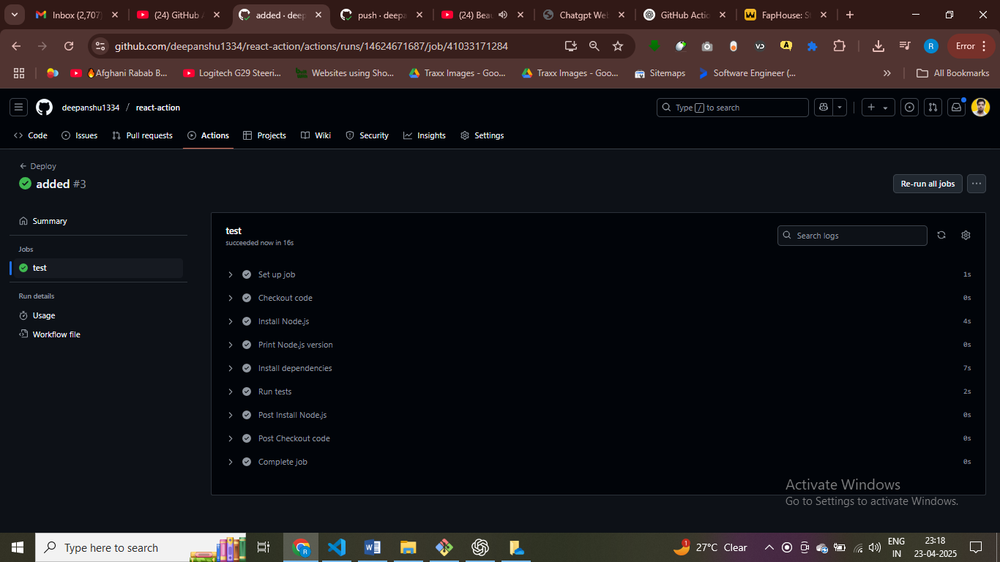 Inbox (2,707)
(24) GitHub A
added · deep
push · deepa
(24) Beau
Chatgpt Web
GitHub Actio
FapHouse: S
github.com/deepanshu1334/react-action/actions/runs/14624671687/job/41033171284
R
Error
Afghani Rabab B...
Logitech G29 Steeri...
Websites using Sho...
Traxx Images - Goo...
Traxx Images - Goo...
Sitemaps
Software Engineer (...
»
All Bookmarks
deepanshu1334 / react-action
Type / to search
Code
Issues
Pull requests
Actions
Projects
Wiki
Security
Insights
Settings
← Deploy
added #3
Re-run all jobs
Summary
Jobs
test
Run details
Usage
Workflow file
test
succeeded now in 16s
Search logs
Set up job 1s
Checkout code 0s
Install Node.js 4s
Print Node.js version 0s
Install dependencies 7s
Run tests 2s
Post Install Node.js 0s
Post Checkout code 0s
Complete job 0s
Activate Windows
Go to Settings to activate Windows.
Type here to search
1
27°C Clear
ENG
IN
23:18
23-04-2025